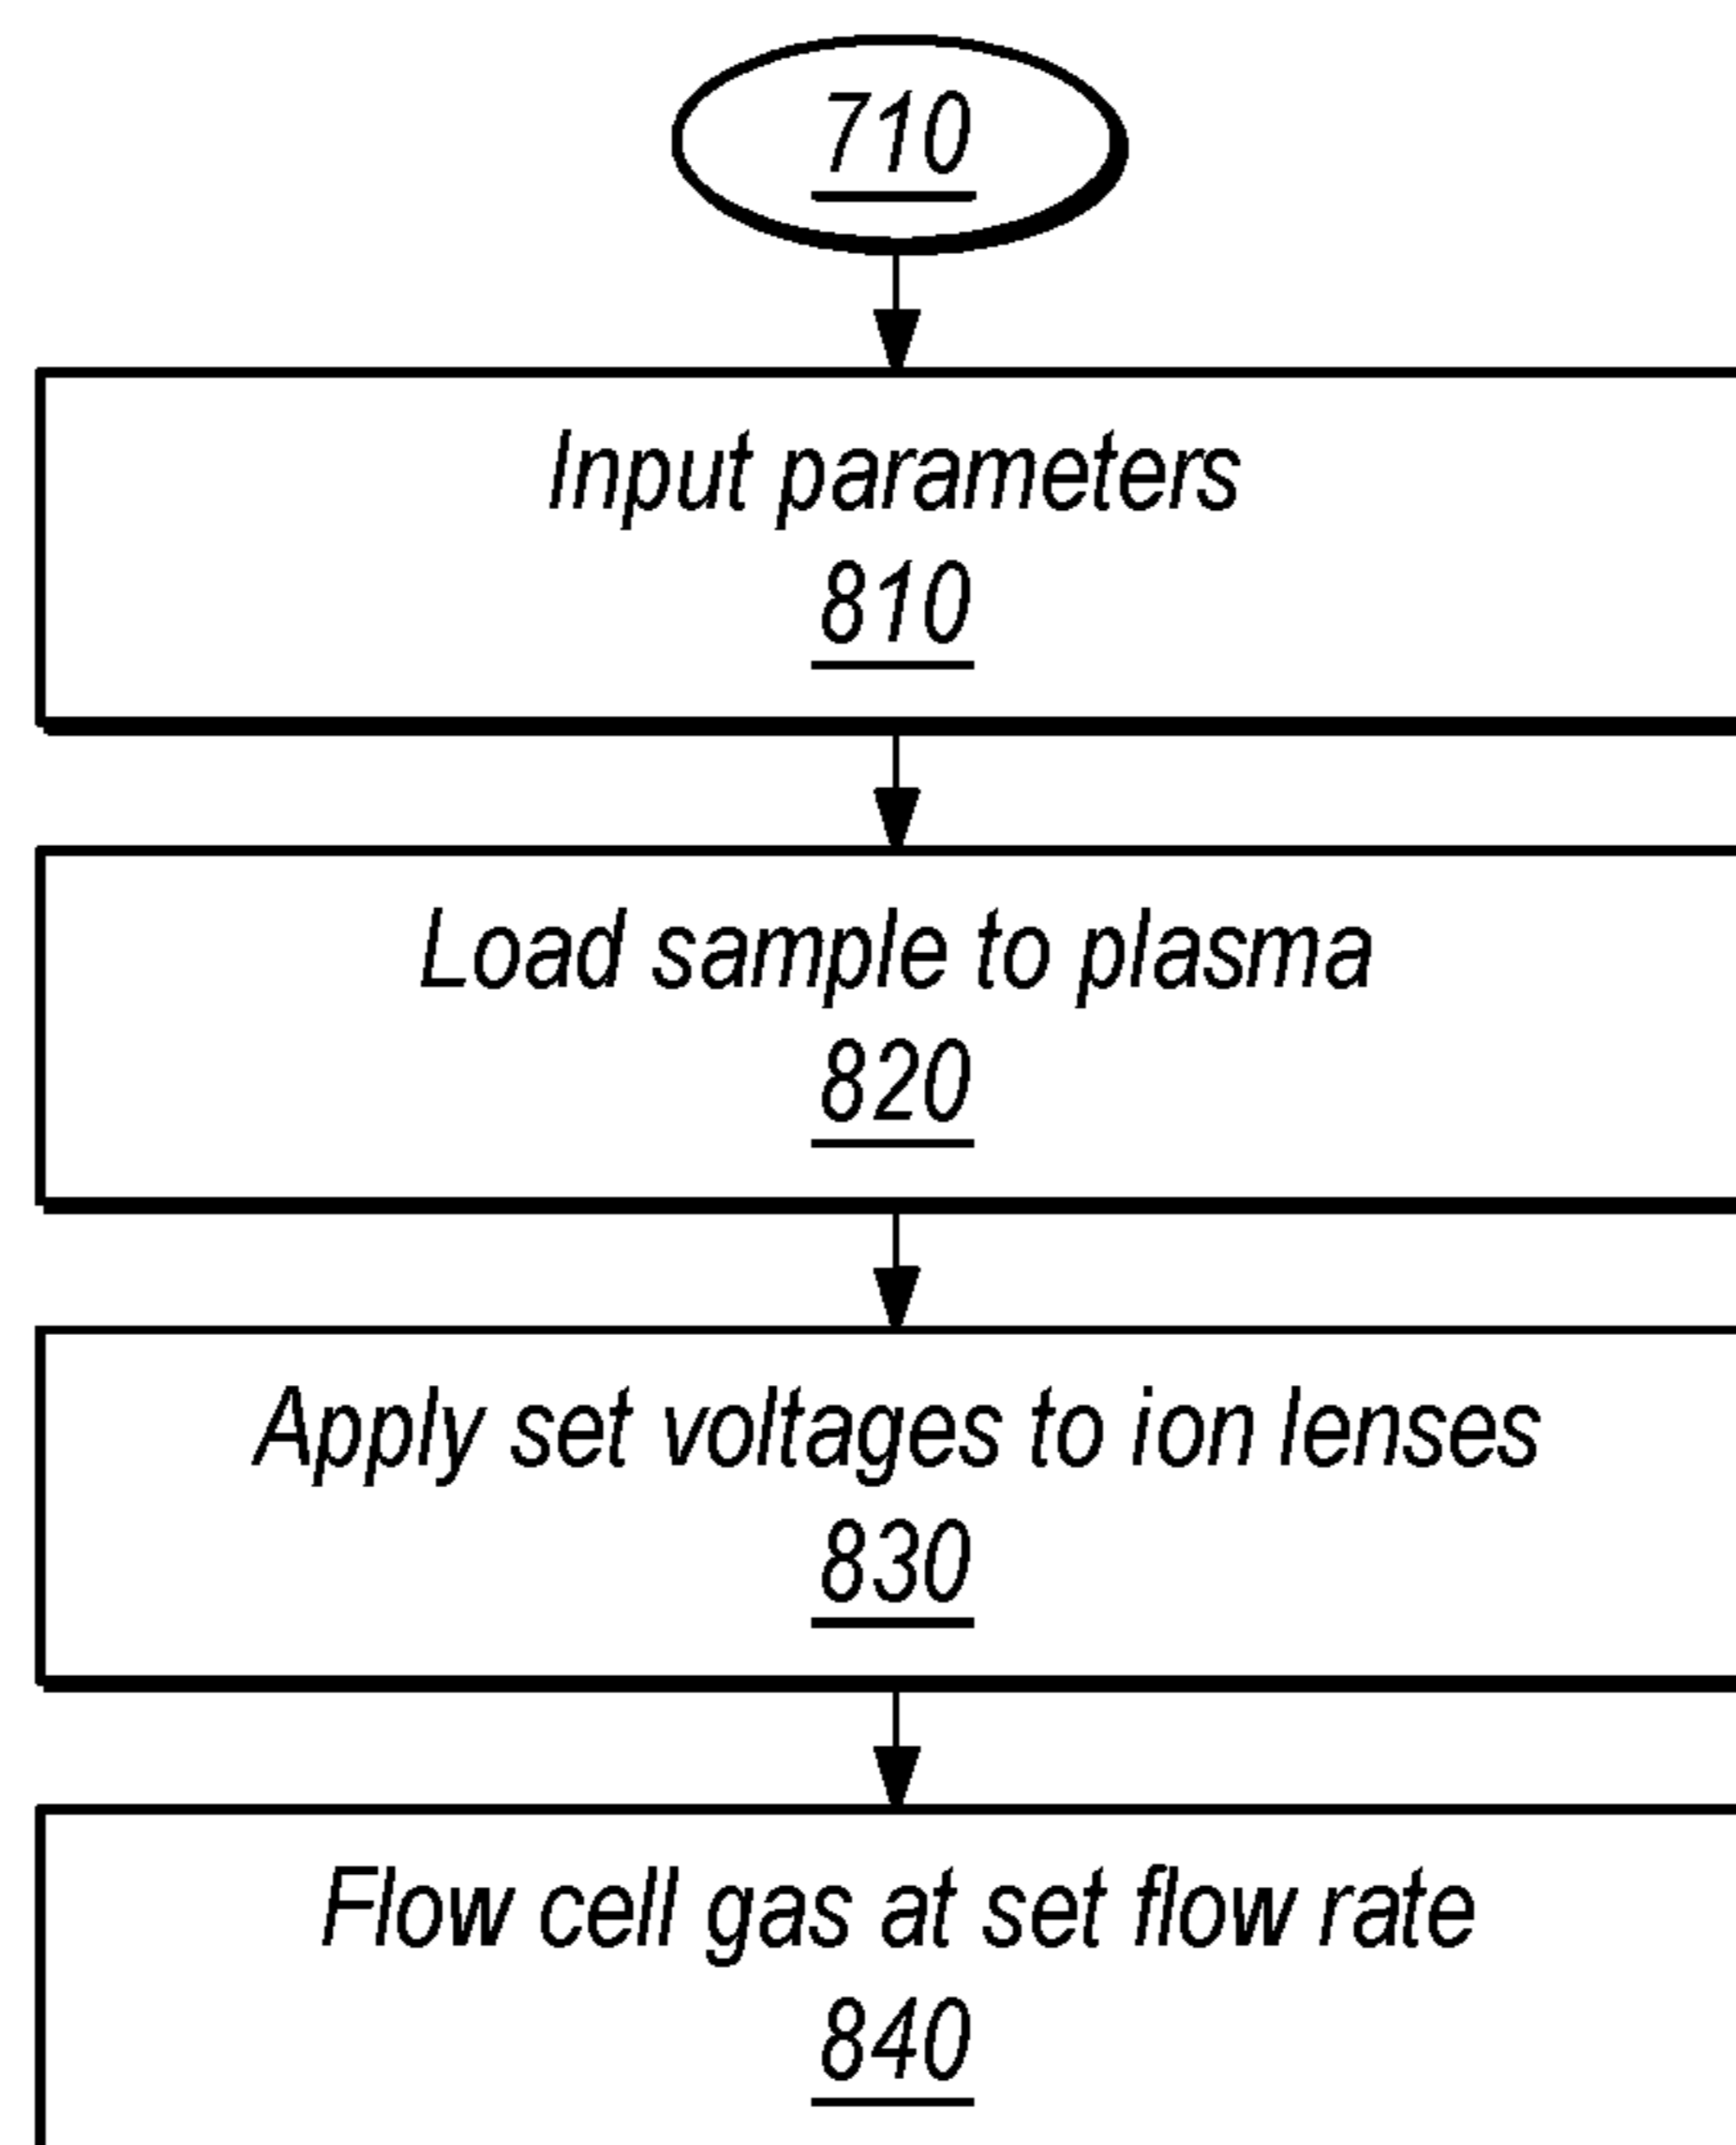 710
Input parameters
810
Load sample to plasma
820
Apply set voltages to ion lenses
830
Flow cell gas at set flow rate
840